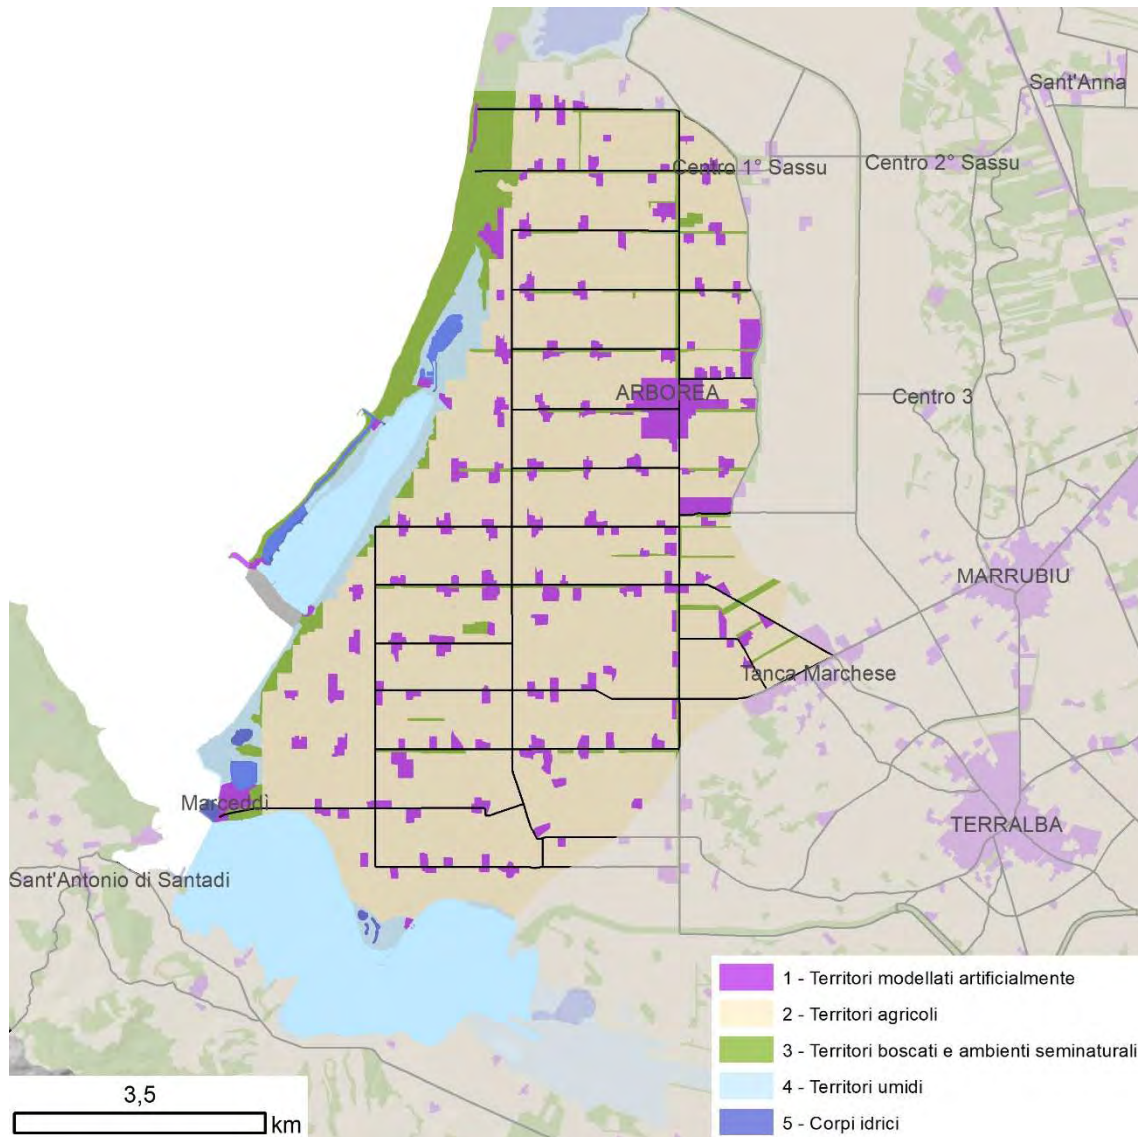 Sant'Anna
Centro 1° Sassu
Centro 2° Sassu
ARBOREA
Centro 3
MARRUBIU
Tanca Marchese
Marceddì
TERRALBA
Sant'Antonio di Santadi
1 - Territori modellati artificialmente
2 - Territori agricoli
3 - Territori boscati e ambienti seminaturali
4 - Territori umidi
5 - Corpi idrici
3,5
km